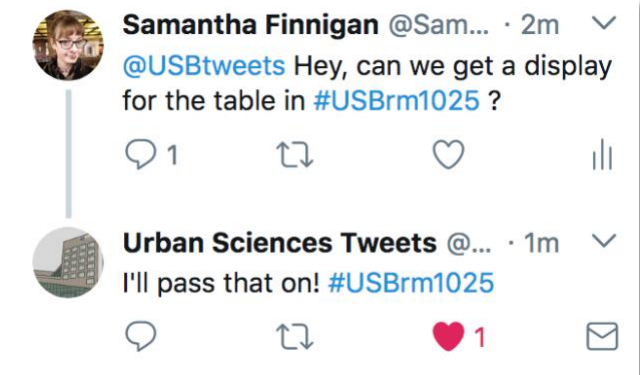 Samantha Finnigan @Sam... · 2m
@USBtweets Hey, can we get a display
for the table in #USBrm1025 ?
1
Urban Sciences Tweets @... · 1m
I'll pass that on! #USBrm1025
1